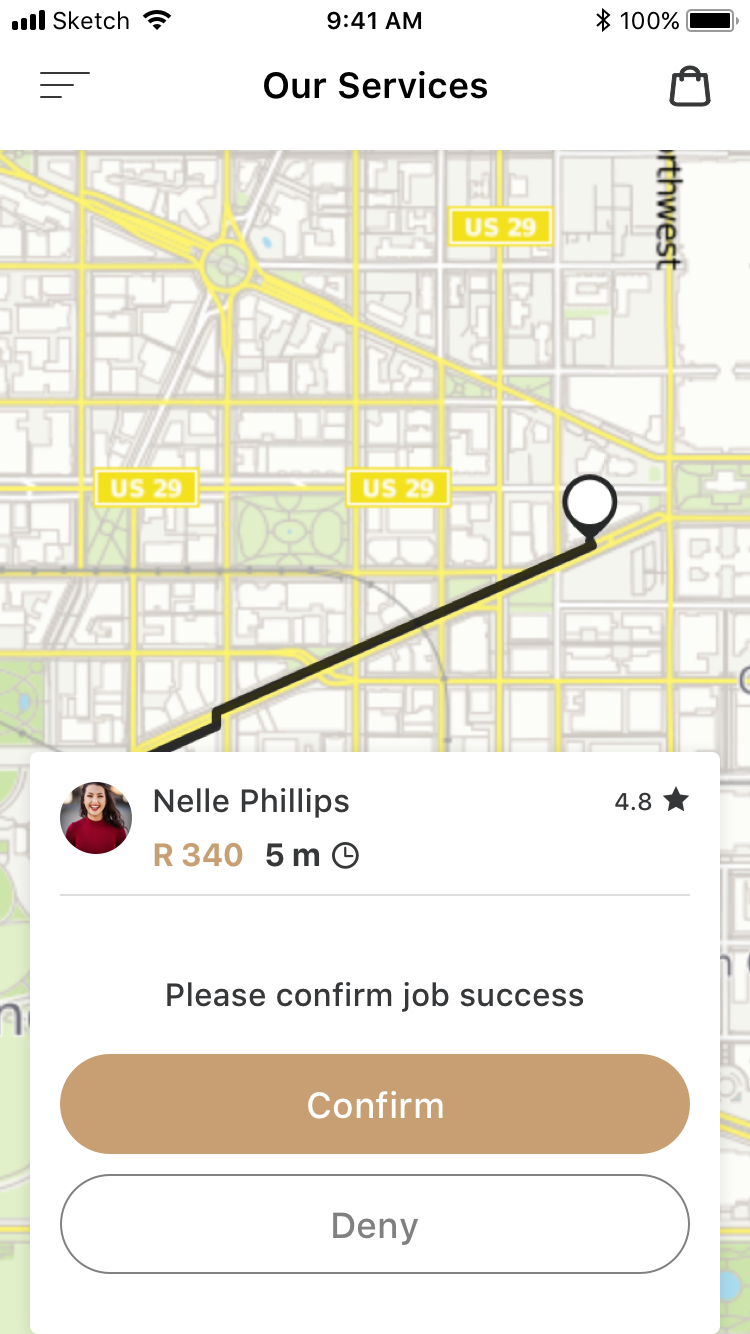 Sketch 9:41 AM 100%
Our Services
rthwest
US 29
US 29 US 29
Nelle Phillips 4.8
R 340 5 m
Please confirm job success
Confirm
Deny